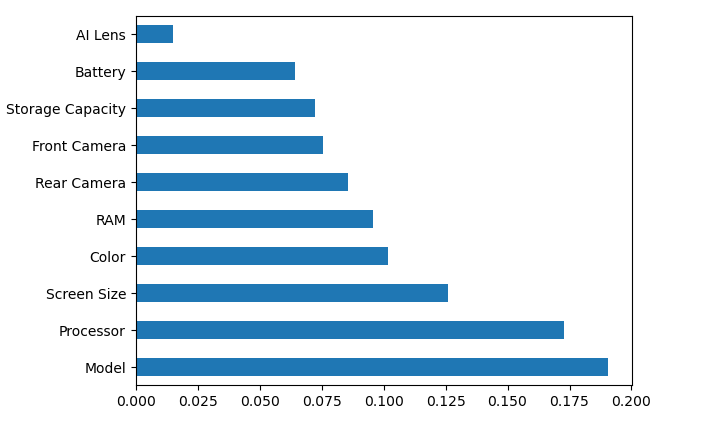 AI Lens
Battery
Storage Capacity
Front Camera
Rear Camera
RAM
Color
Screen Size
Processor
Model
0.000 0.025 0.050 0.075 0.100 0.125 0.150 0.175 0.200